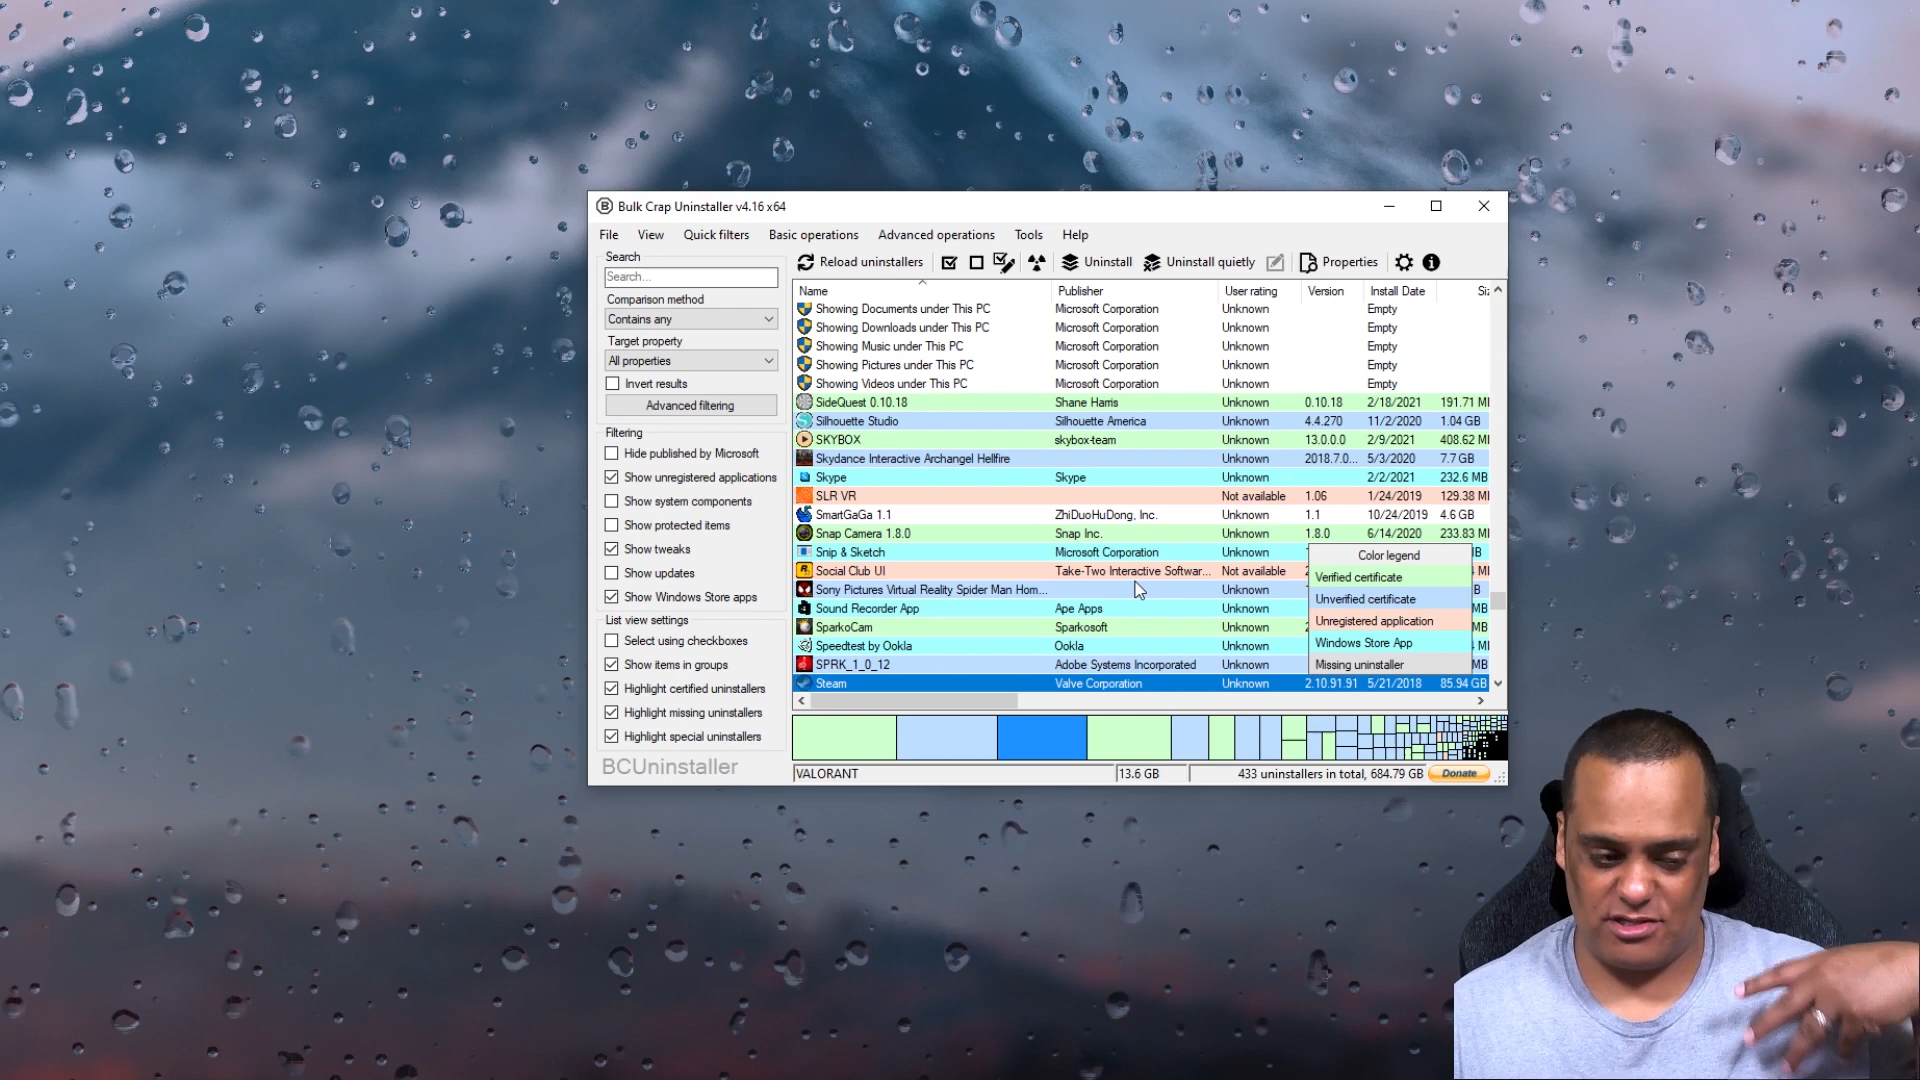 Bulk Crap Uninstaller v4.16 x64
File View Quick filters Basic operations Advanced operations Tools Help
Search
Search...
Comparison method
Contains any
Target property
All properties
Invert results
Advanced filtering
Filtering
Hide published by Microsoft
Show unregistered applications
Show system components
Show protected items
Show tweaks
Show updates
Show Windows Store apps
List view settings
Select using checkboxes
Show items in groups
Highlight certified uninstallers
Highlight missing uninstallers
Highlight special uninstallers
BCUninstaller
Reload uninstallers Uninstall Uninstall quietly Properties
Name Publisher User rating Version Install Date Siz
Showing Documents under This PC Microsoft Corporation Unknown Empty
Showing Downloads under This PC Microsoft Corporation Unknown Empty
Showing Music under This PC Microsoft Corporation Unknown Empty
Showing Pictures under This PC Microsoft Corporation Unknown Empty
Showing Videos under This PC Microsoft Corporation Unknown Empty
SideQuest 0.10.18 Shane Harris Unknown 0.10.18 2/18/2021 191.71 M
Silhouette Studio Silhouette America Unknown 4.4.270 11/2/2020 1.04 GB
SKYBOX skybox-team Unknown 13.0.0.0 2/9/2021 408.62 M
Skydance Interactive Archangel Hellfire Unknown 2018.7.0... 5/3/2020 7.7 GB
Skype Skype Unknown 2/2/2021 232.6 MB
SLR VR Not available 1.06 1/24/2019 129.38 M
SmartGaGa 1.1 ZhiDuoHuDong, Inc. Unknown 1.1 10/24/2019 4.6 GB
Snap Camera 1.8.0 Snap Inc. Unknown 1.8.0 6/14/2020 233.83 M
Snip & Sketch Microsoft Corporation Unknown
Social Club UI Take-Two Interactive Softwar... Not available
Sony Pictures Virtual Reality Spider Man Hom... Unknown
Sound Recorder App Ape Apps Unknown MB
SparkoCam Sparkosoft Unknown MB
Speedtest by Ookla Ookla Unknown
SPRK_1_0_12 Adobe Systems Incorporated Unknown MB
Steam Valve Corporation Unknown 2.10.91.91 5/21/2018 85.94 GB
Color legend
Verified certificate
Unverified certificate
Unregistered application
Windows Store App
Missing uninstaller
VALORANT 13.6 GB 433 uninstallers in total, 684.79 GB Donate